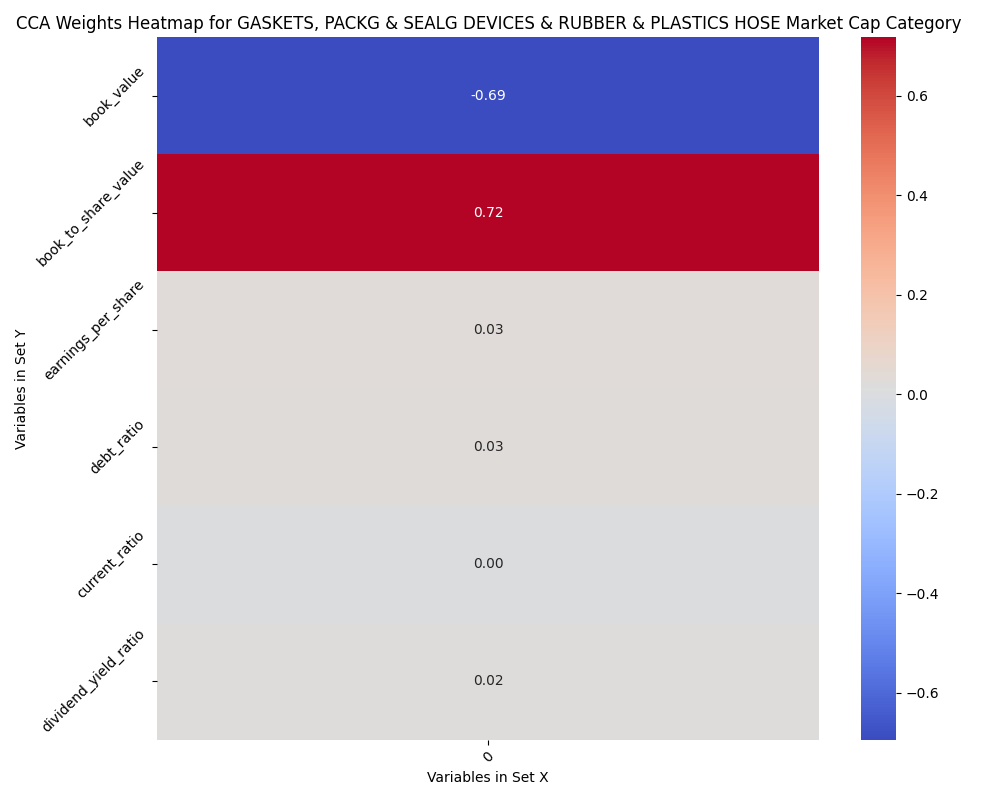 CCA Weights Heatmap for GASKETS, PACKG & SEALG DEVICES & RUBBER & PLASTICS HOSE Market Cap Category
Variables in Set Y
book_value
-0.69
book_to_share_value
0.72
earnings_per_share
0.03
debt_ratio
0.03
current_ratio
0.00
dividend_yield_ratio
0.02
0
Variables in Set X
0.6
0.4
0.2
0.0
−0.2
−0.4
−0.6